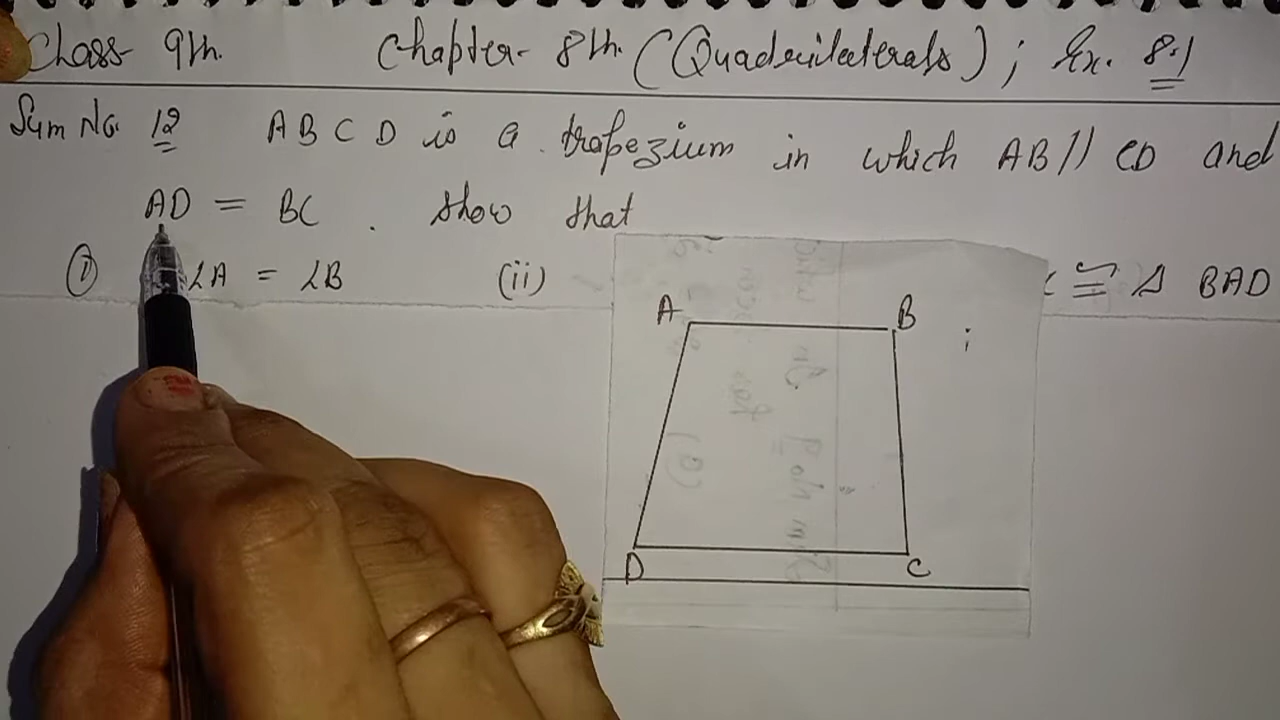 Class- 9th. Chapter- 8th. (Quadrilaterals) ; Ex. 8.1
Sum No. 12 A B C D is a trapezium in which AB // CD and
AD = BC . Show that
(i) ∠A = ∠B (ii) ≅ Δ BAD
A B
D C